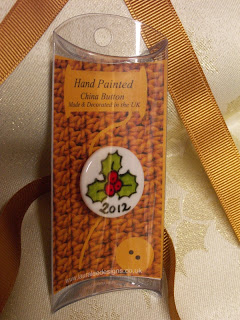 Hand Painted
China Button
Made & Decorated in the UK
2012